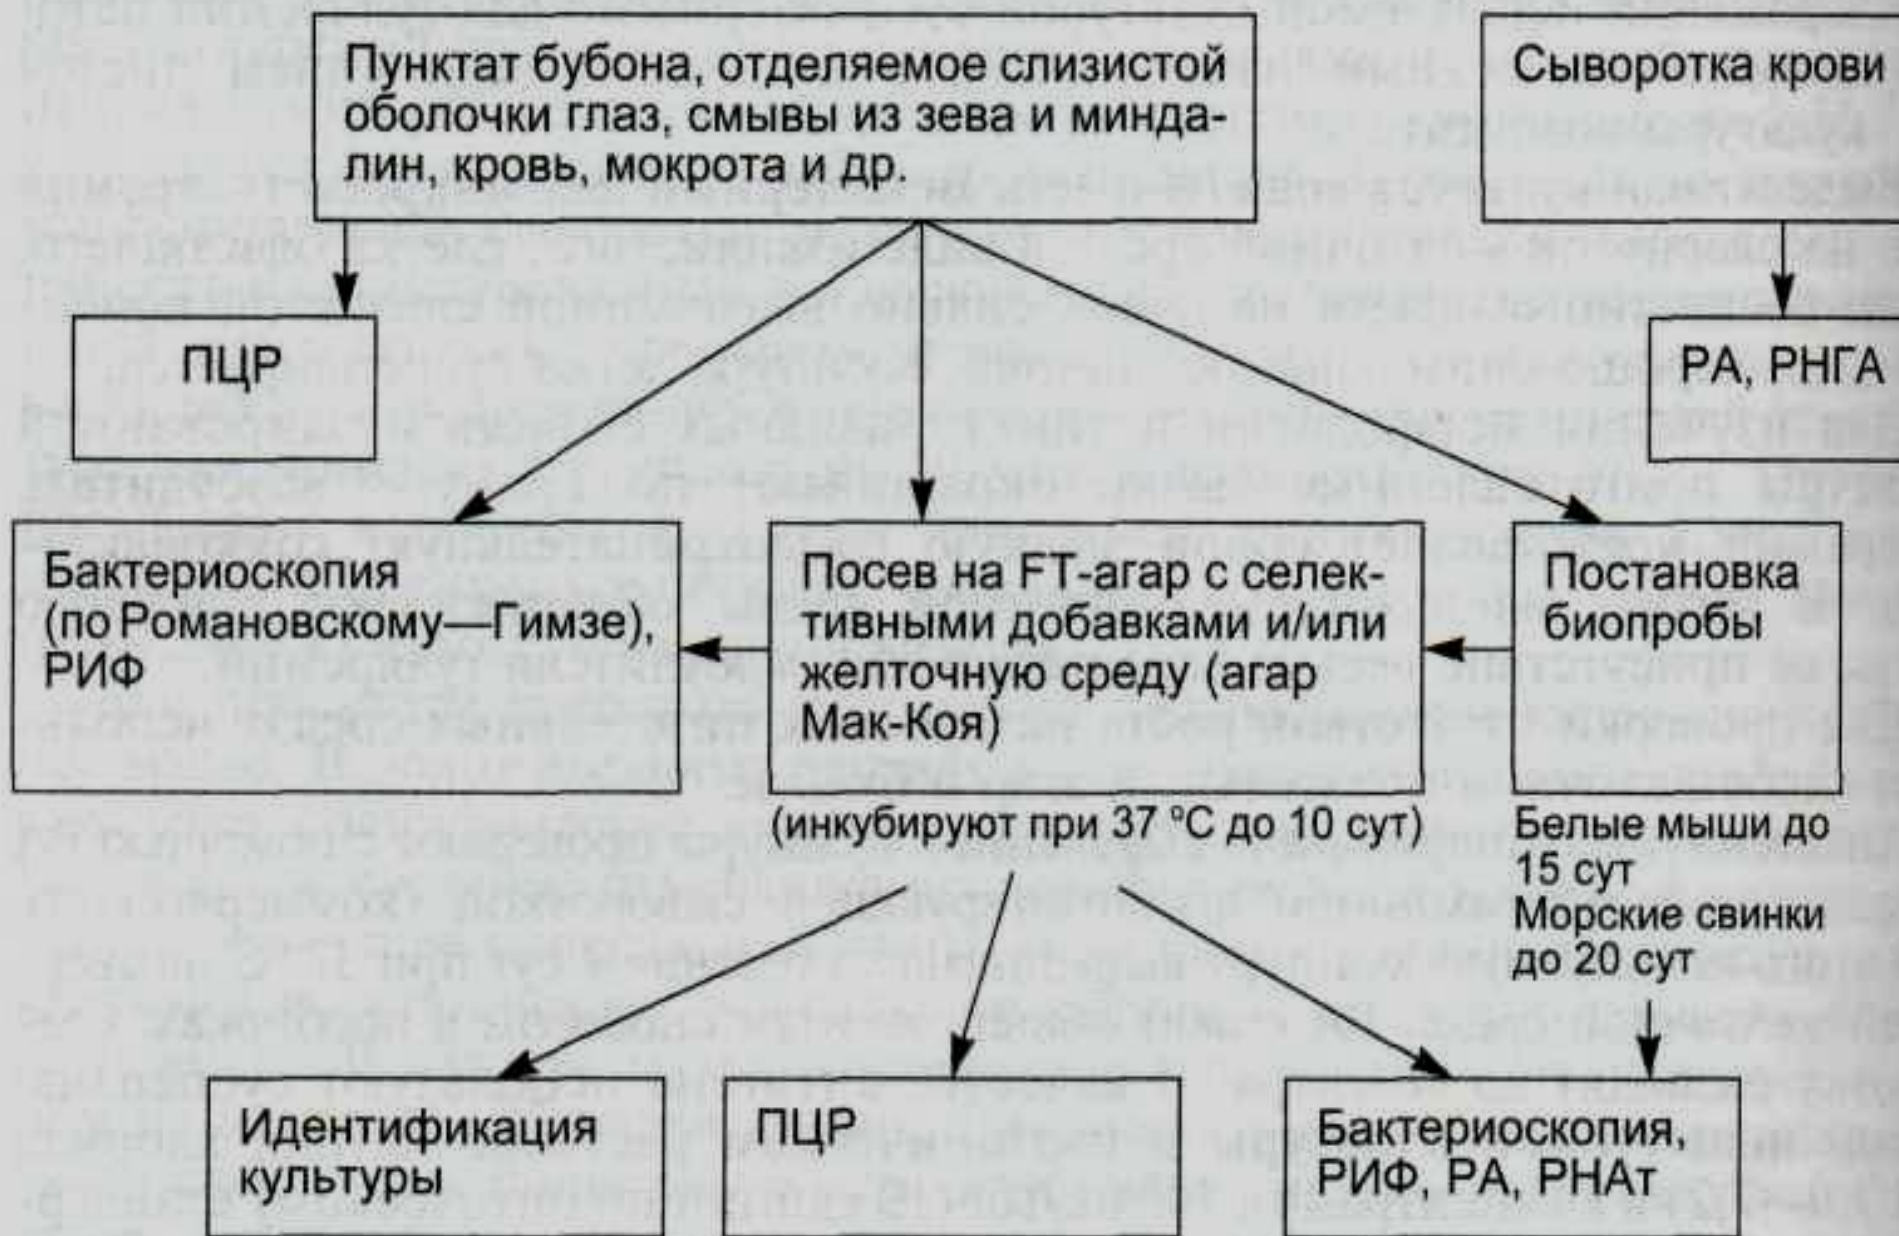 Пунктат бубона, отделяемое слизистой
оболочки глаз, смывы из зева и минда-
лин, кровь, мокрота и др.
Сыворотка крови
ПЦР
РА, РНГА
Бактериоскопия
(по Романовскому—Гимзе),
РИФ
Посев на FT-агар с селек-
тивными добавками и/или
желточную среду (агар
Мак-Коя)
Постановка
биопробы
(инкубируют при 37 °С до 10 сут)
Белые мыши до
15 сут
Морские свинки
до 20 сут
Идентификация
культуры
ПЦР
Бактериоскопия,
РИФ, РА, РНАт